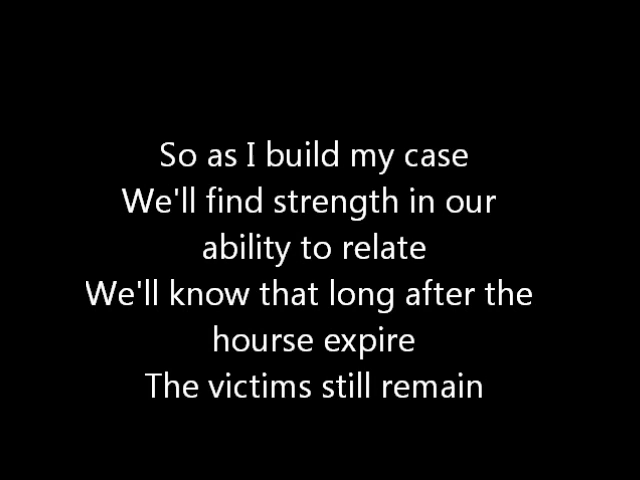 So as I build my case
We'll find strength in our
ability to relate
We'll know that long after the
hourse expire
The victims still remain